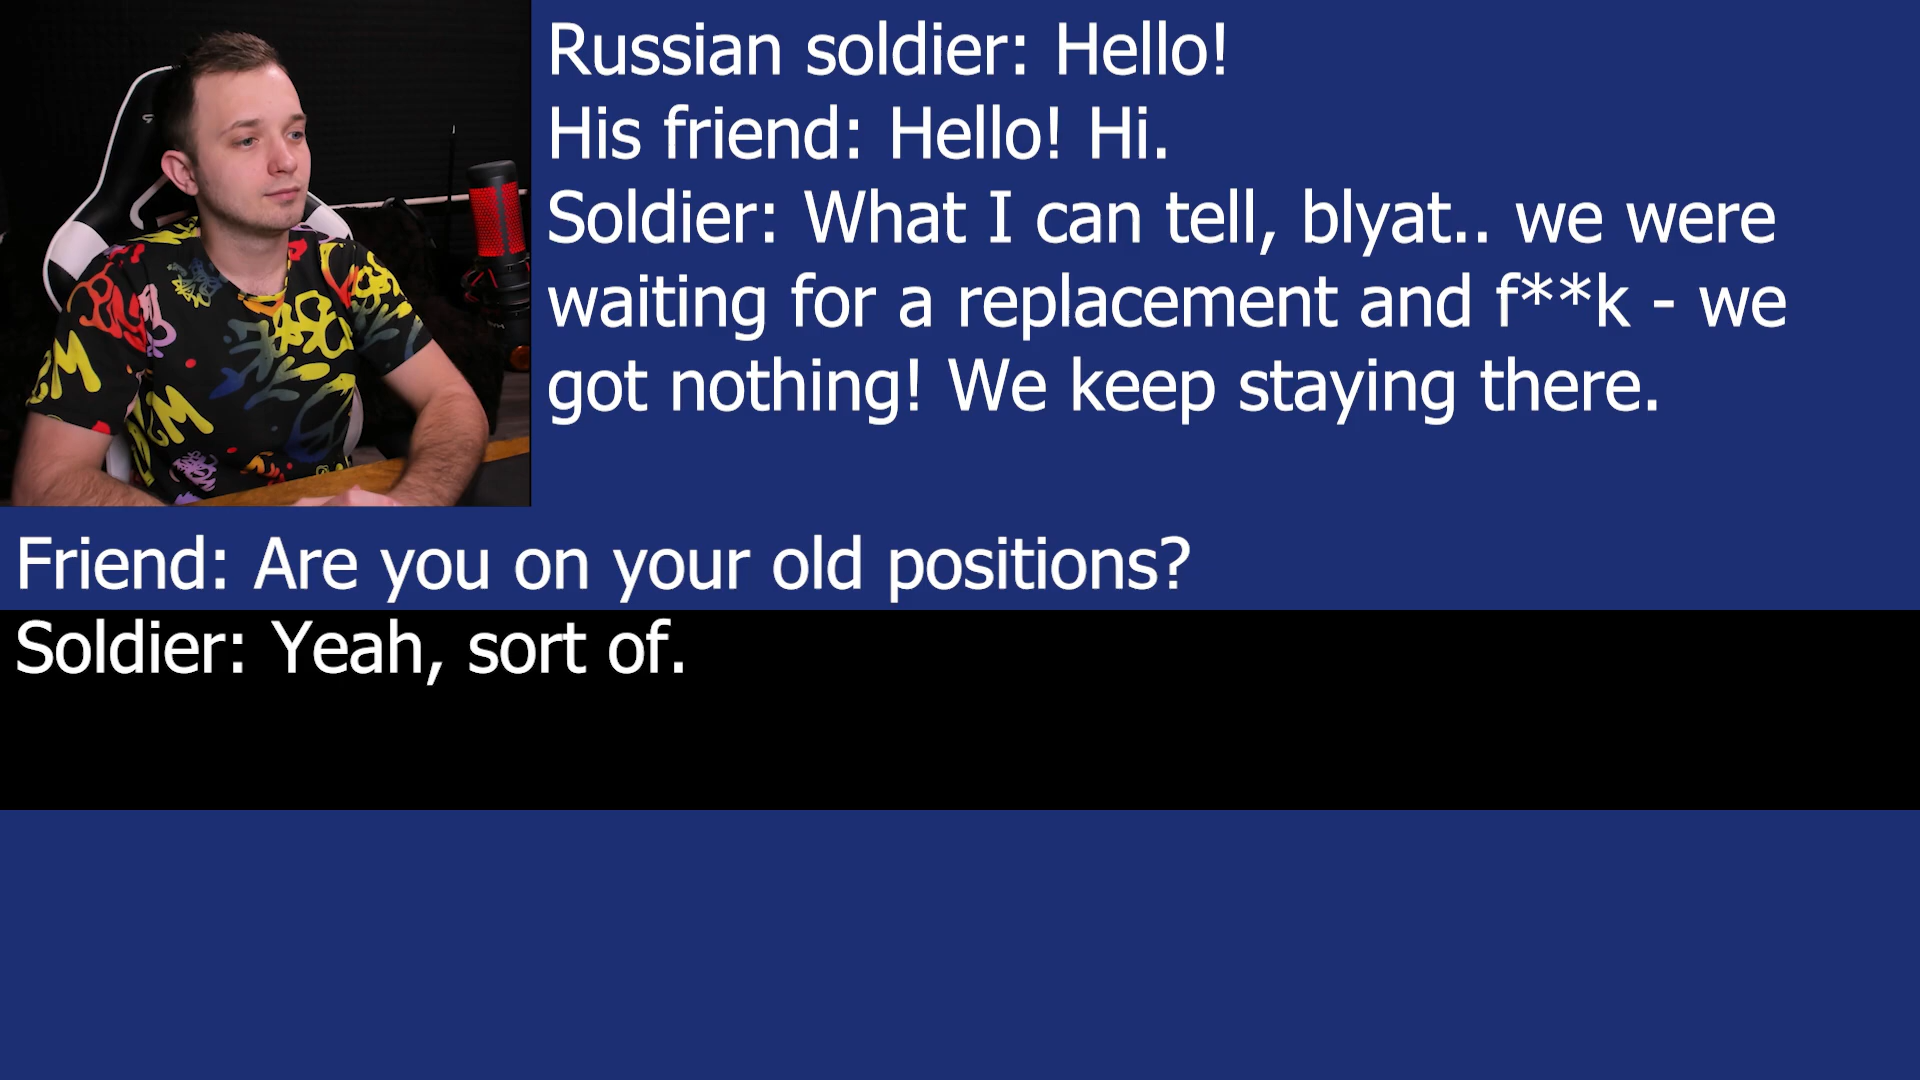 Russian soldier: Hello!
His friend: Hello! Hi.
Soldier: What I can tell, blyat.. we were
waiting for a replacement and f**k - we
got nothing! We keep staying there.
Friend: Are you on your old positions?
Soldier: Yeah, sort of.